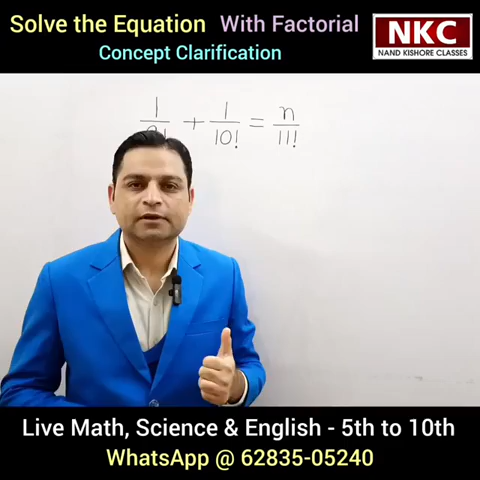 Solve the Equation With Factorial
Concept Clarification
NKC
NAND KISHORE CLASSES
1/9! + 1/10! = n/11!
Live Math, Science & English - 5th to 10th
WhatsApp @ 62835-05240